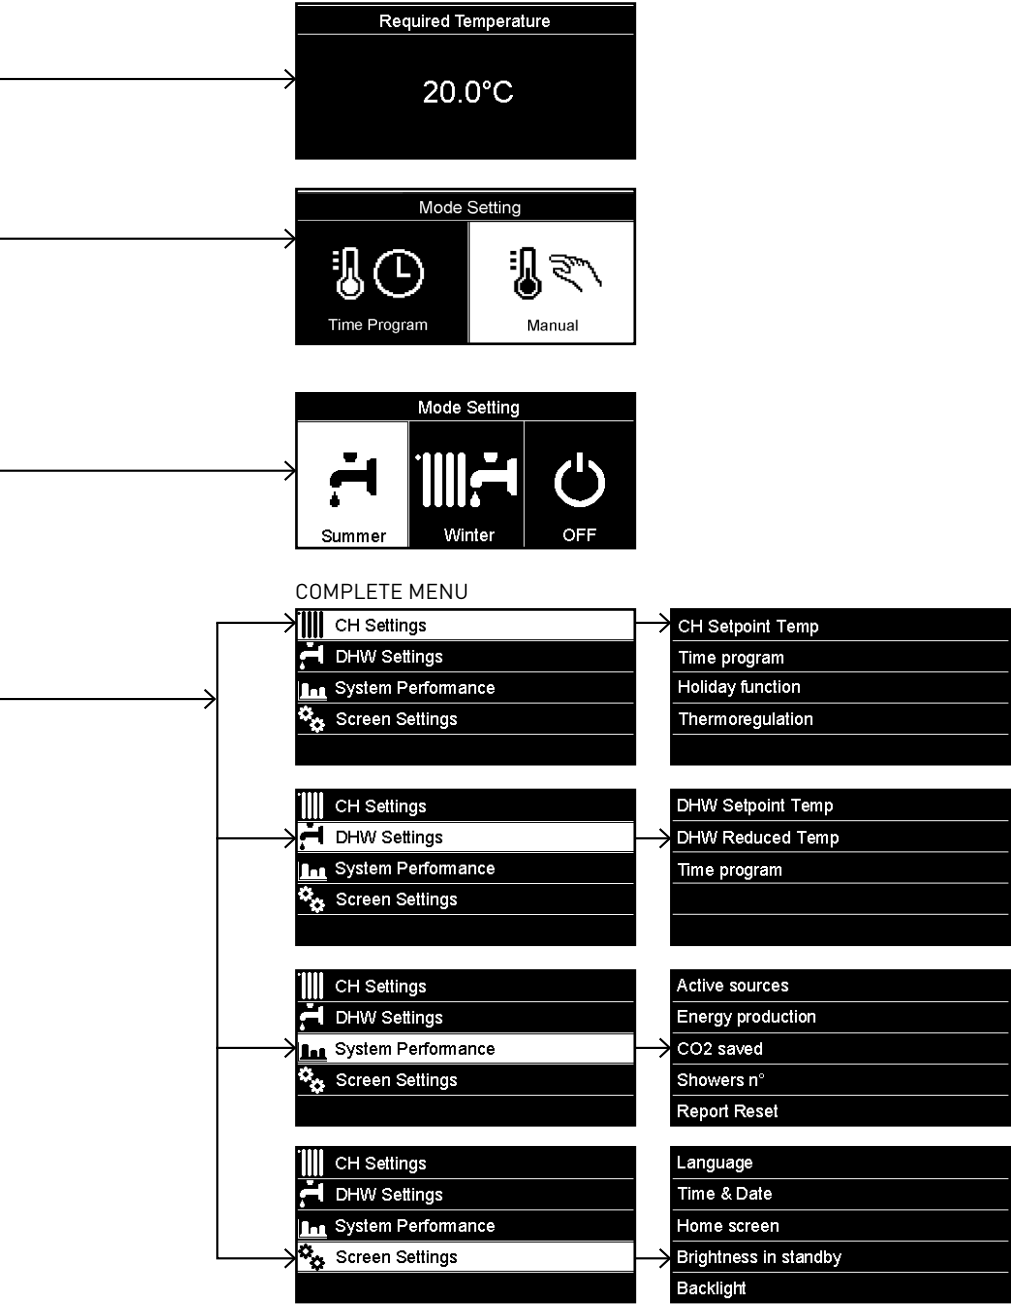 Required Temperature
20.0°C
Mode Setting
Time Program
Manual
Mode Setting
Summer
Winter
OFF
COMPLETE MENU
CH Settings
DHW Settings
System Performance
Screen Settings
CH Setpoint Temp
Time program
Holiday function
Thermoregulation
CH Settings
DHW Settings
System Performance
Screen Settings
DHW Setpoint Temp
DHW Reduced Temp
Time program
CH Settings
DHW Settings
System Performance
Screen Settings
Active sources
Energy production
CO2 saved
Showers n°
Report Reset
CH Settings
DHW Settings
System Performance
Screen Settings
Language
Time & Date
Home screen
Brightness in standby
Backlight